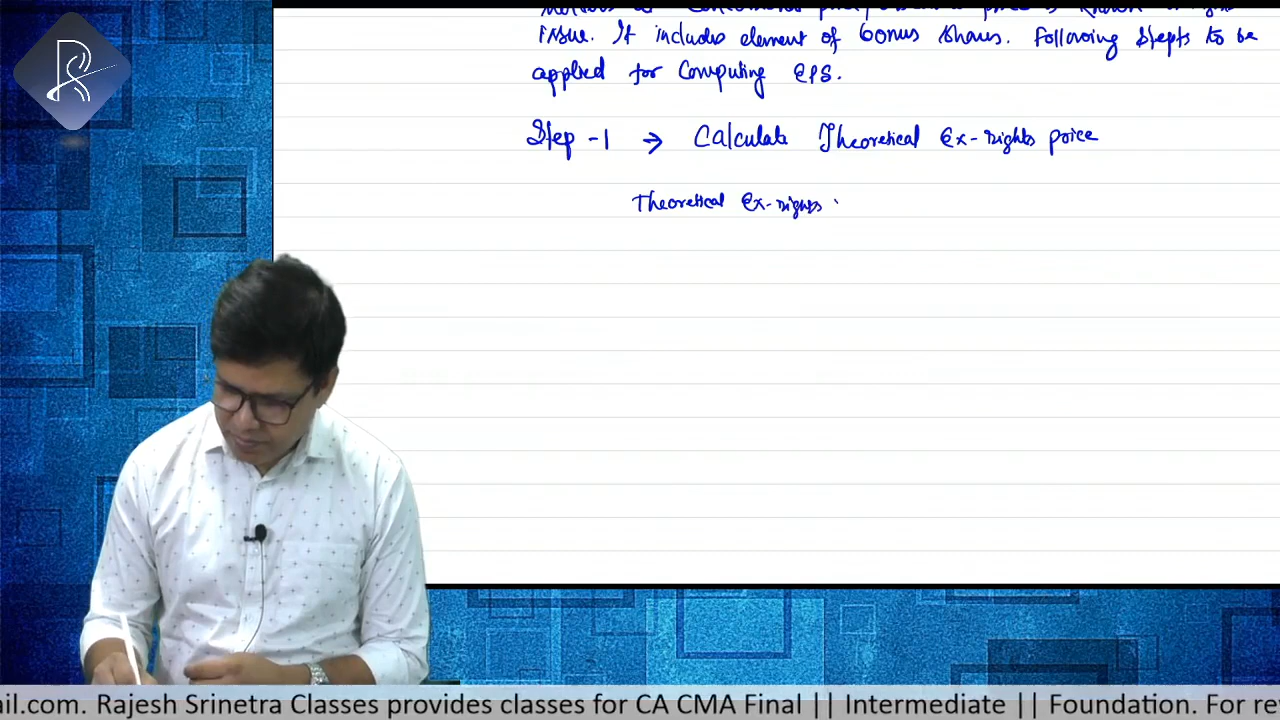 issue. It includes element of bonus shares. Following stepts to be
applied for computing EPS.
Step -1 → Calculate Theoretical Ex-rights price
Theoretical Ex-rights
ail.com. Rajesh Srinetra Classes provides classes for CA CMA Final || Intermediate || Foundation. For re